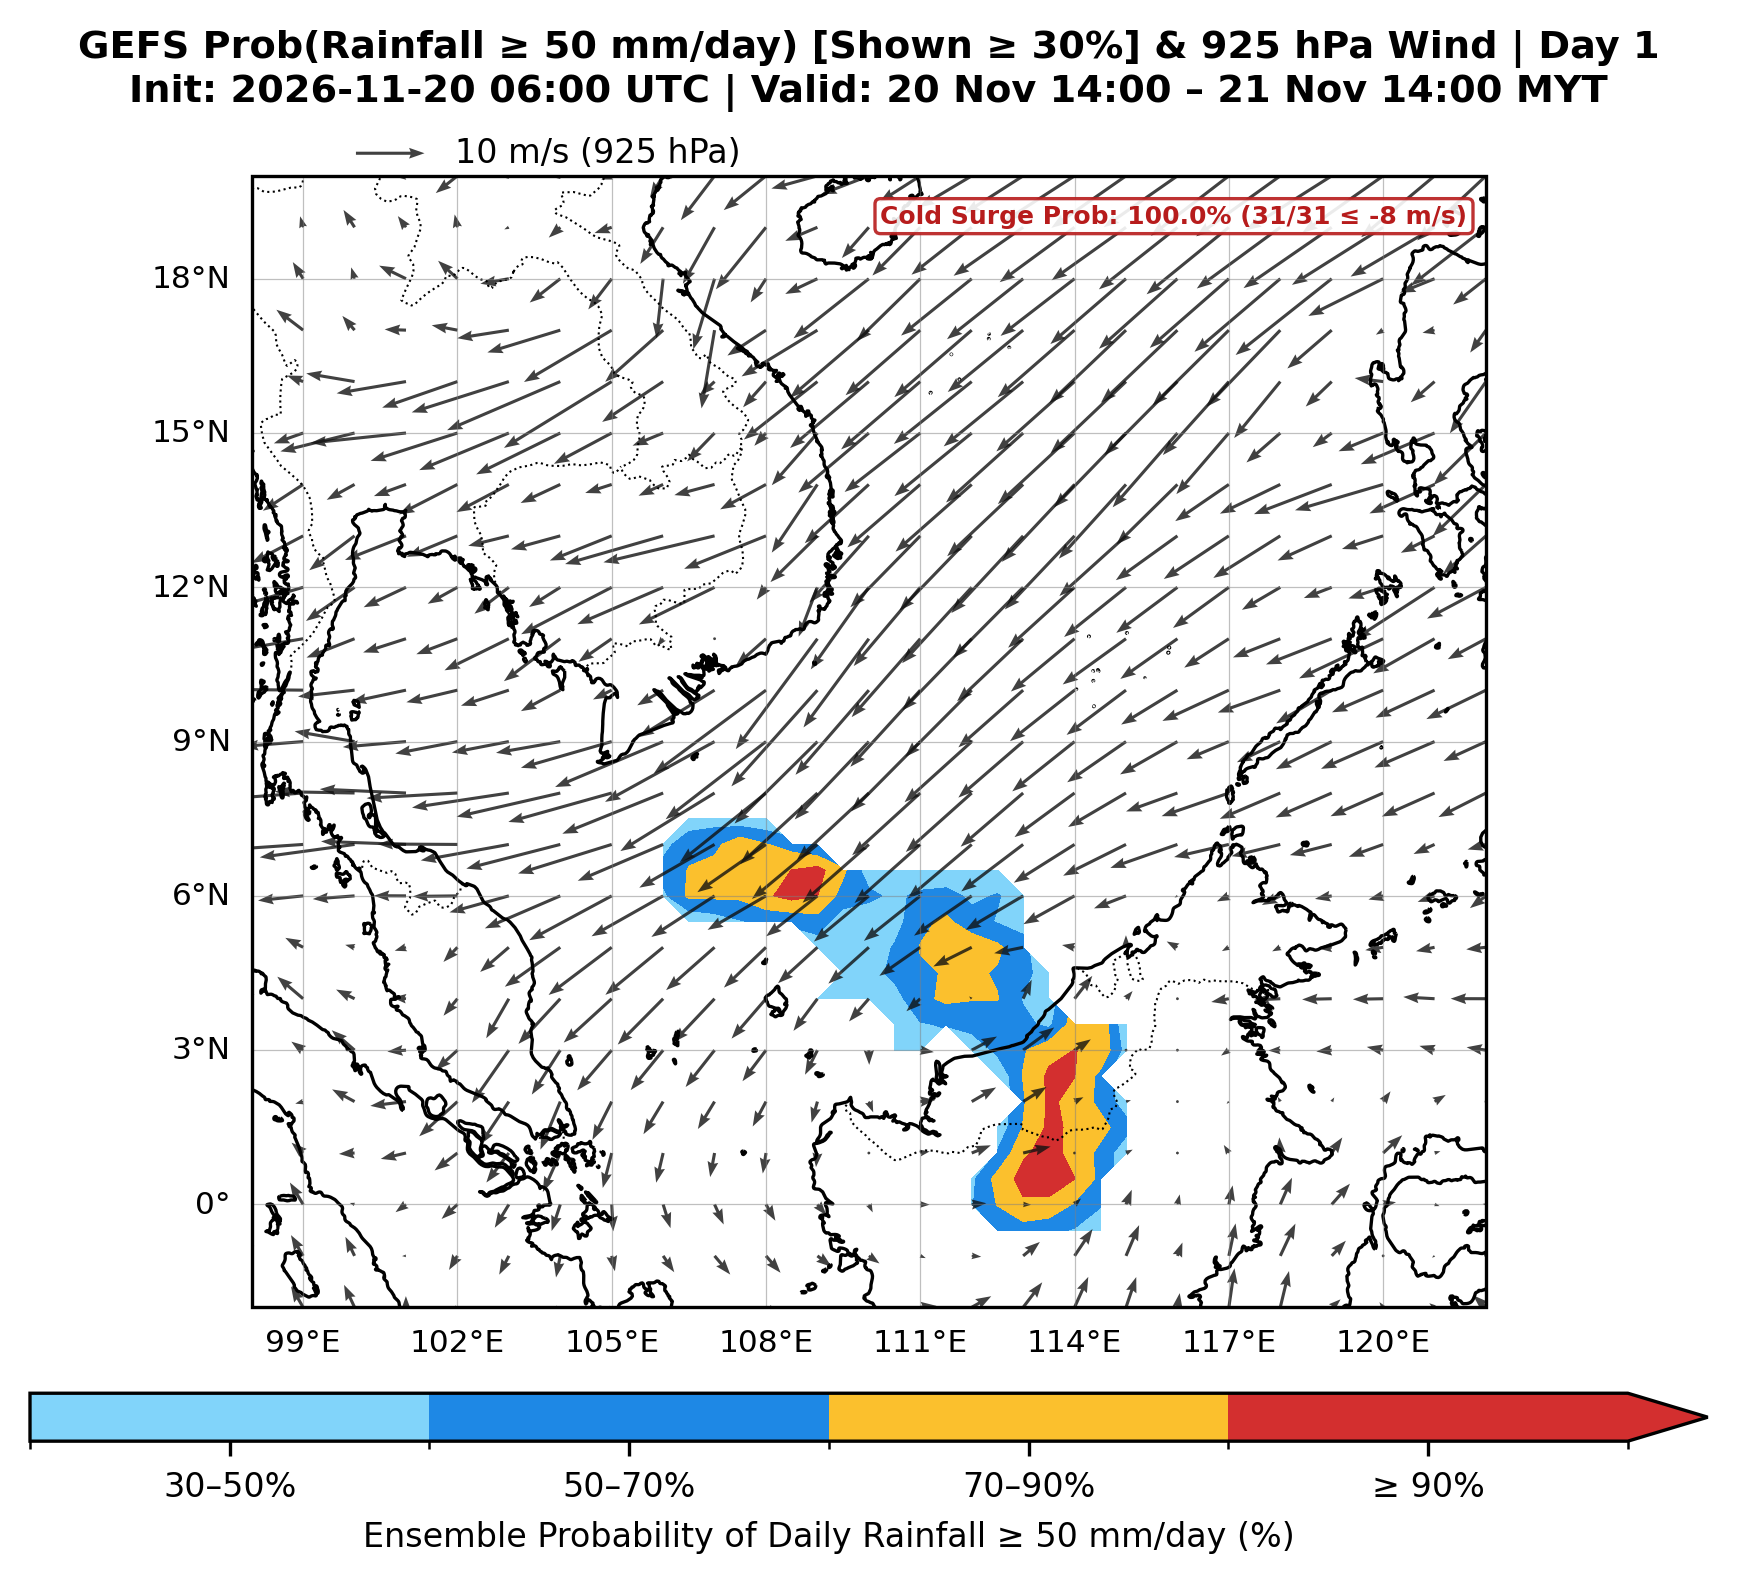 GEFS Prob(Rainfall ≥ 50 mm/day) [Shown ≥ 30%] & 925 hPa Wind | Day 1
Init: 2026-11-20 06:00 UTC | Valid: 20 Nov 14:00 – 21 Nov 14:00 MYT
10 m/s (925 hPa)
Cold Surge Prob: 100.0% (31/31 ≤ -8 m/s)
18°N
15°N
12°N
9°N
6°N
3°N
0°
99°E 102°E 105°E 108°E 111°E 114°E 117°E 120°E
30–50% 50–70% 70–90% ≥ 90%
Ensemble Probability of Daily Rainfall ≥ 50 mm/day (%)